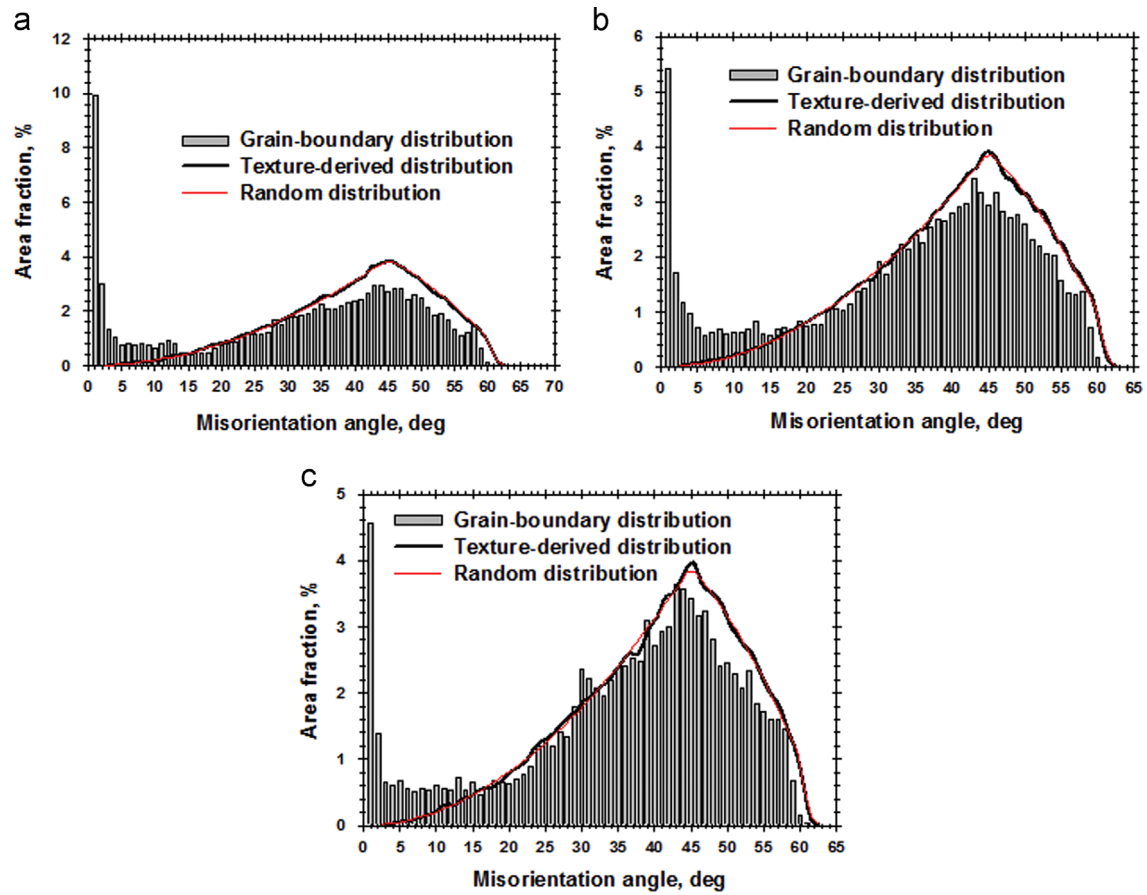 a
12
10
8
6
4
2
0
Area fraction, %
Grain-boundary distribution
Texture-derived distribution
Random distribution
0 5 10 15 20 25 30 35 40 45 50 55 60 65 70
Misorientation angle, deg
b
6
5
4
3
2
1
0
Area fraction, %
Grain-boundary distribution
Texture-derived distribution
Random distribution
0 5 10 15 20 25 30 35 40 45 50 55 60 65
Misorientation angle, deg
c
5
4
3
2
1
0
Area fraction, %
Grain-boundary distribution
Texture-derived distribution
Random distribution
0 5 10 15 20 25 30 35 40 45 50 55 60 65
Misorientation angle, deg